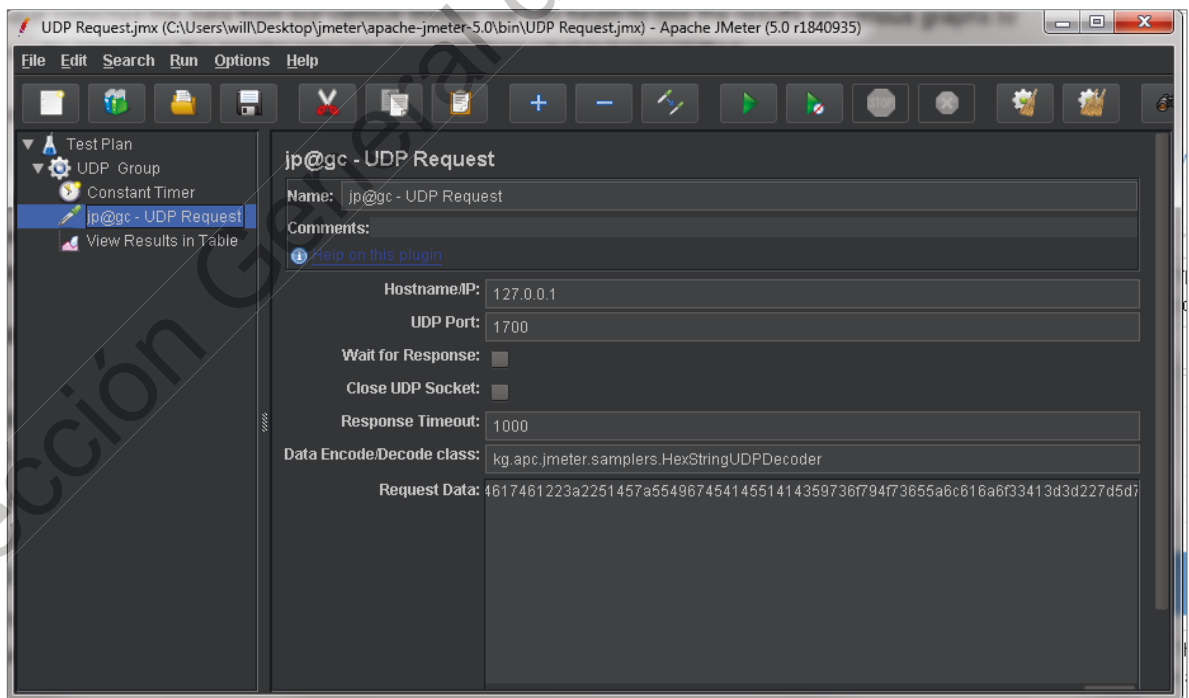 UDP Request.jmx (C:\Users\will\Desktop\jmeter\apache-jmeter-5.0\bin\UDP Request.jmx) - Apache JMeter (5.0 r1840935)
File Edit Search Run Options Help
STOP
Test Plan
UDP Group
Constant Timer
jp@gc - UDP Request
View Results in Table
jp@gc - UDP Request
Name: jp@gc - UDP Request
Comments:
Help on this plugin
Hostname/IP: 127.0.0.1
UDP Port: 1700
Wait for Response:
Close UDP Socket:
Response Timeout: 1000
Data Encode/Decode class: kg.apc.jmeter.samplers.HexStringUDPDecoder
Request Data:
ección General